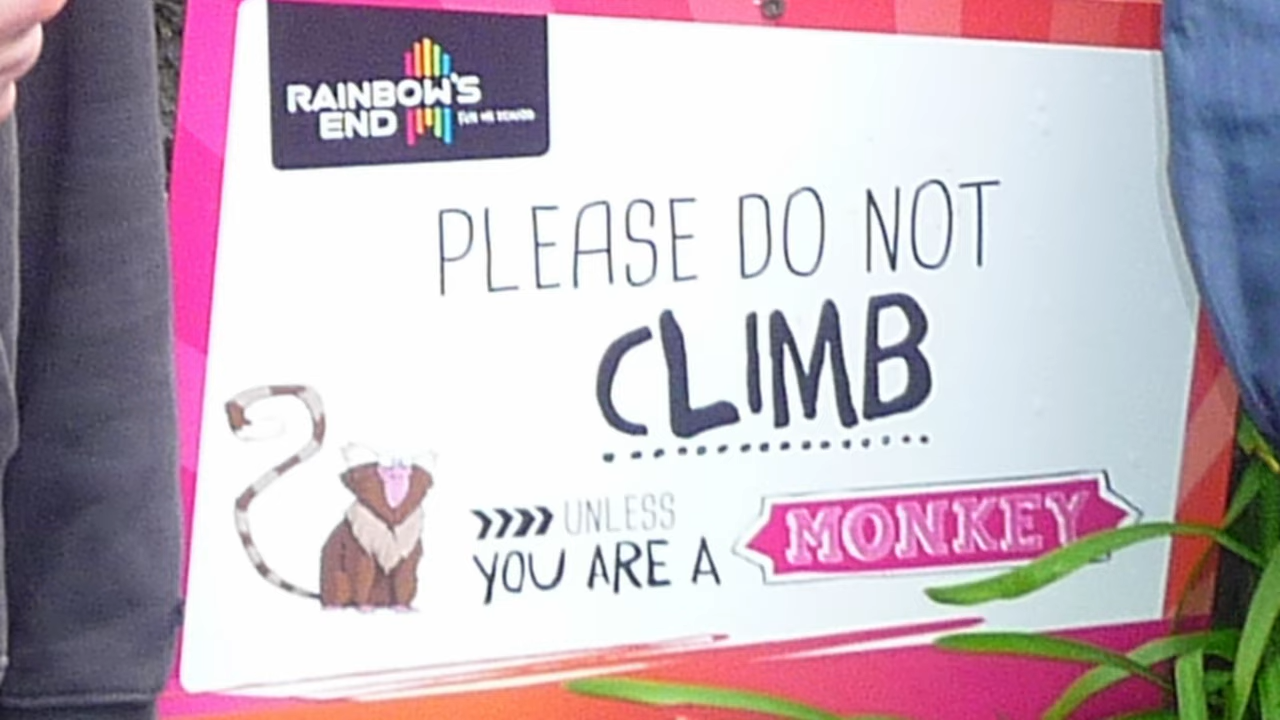 RAINBOW'S
END
PLEASE DO NOT
CLIMB
UNLESS
YOU ARE A
MONKEY